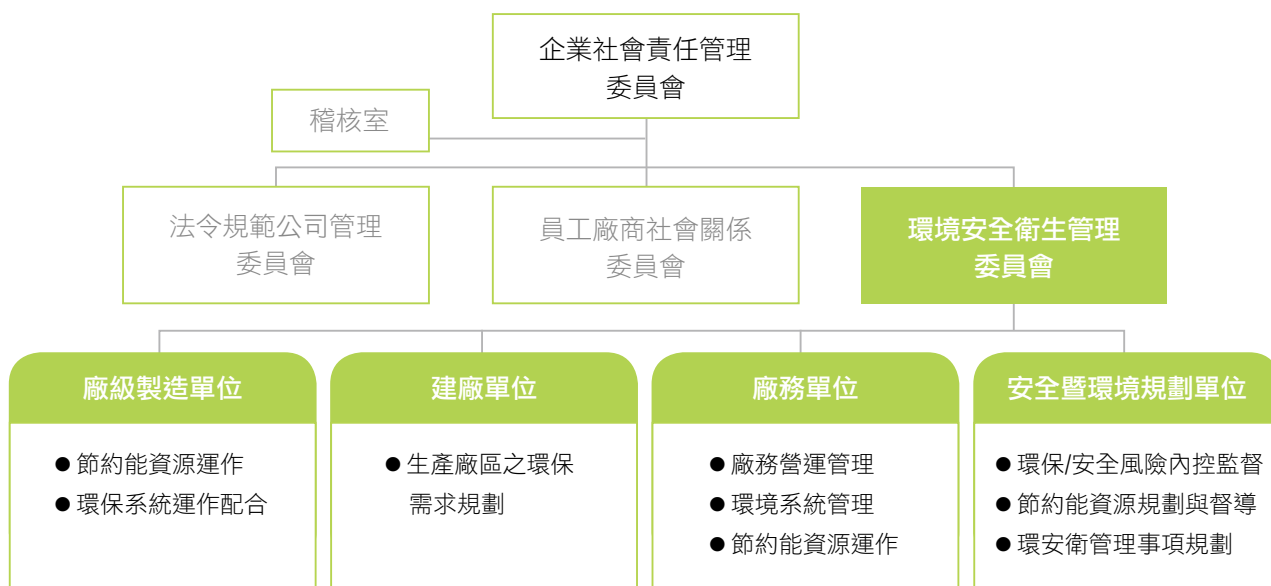 企業社會責任管理
委員會
稽核室
法令規範公司管理
委員會
員工廠商社會關係
委員會
環境安全衛生管理
委員會
廠級製造單位
● 節約能資源運作
● 環保系統運作配合
建廠單位
● 生產廠區之環保
需求規劃
廠務單位
● 廠務營運管理
● 環境系統管理
● 節約能資源運作
安全暨環境規劃單位
● 環保/安全風險內控監督
● 節約能資源規劃與督導
● 環安衛管理事項規劃